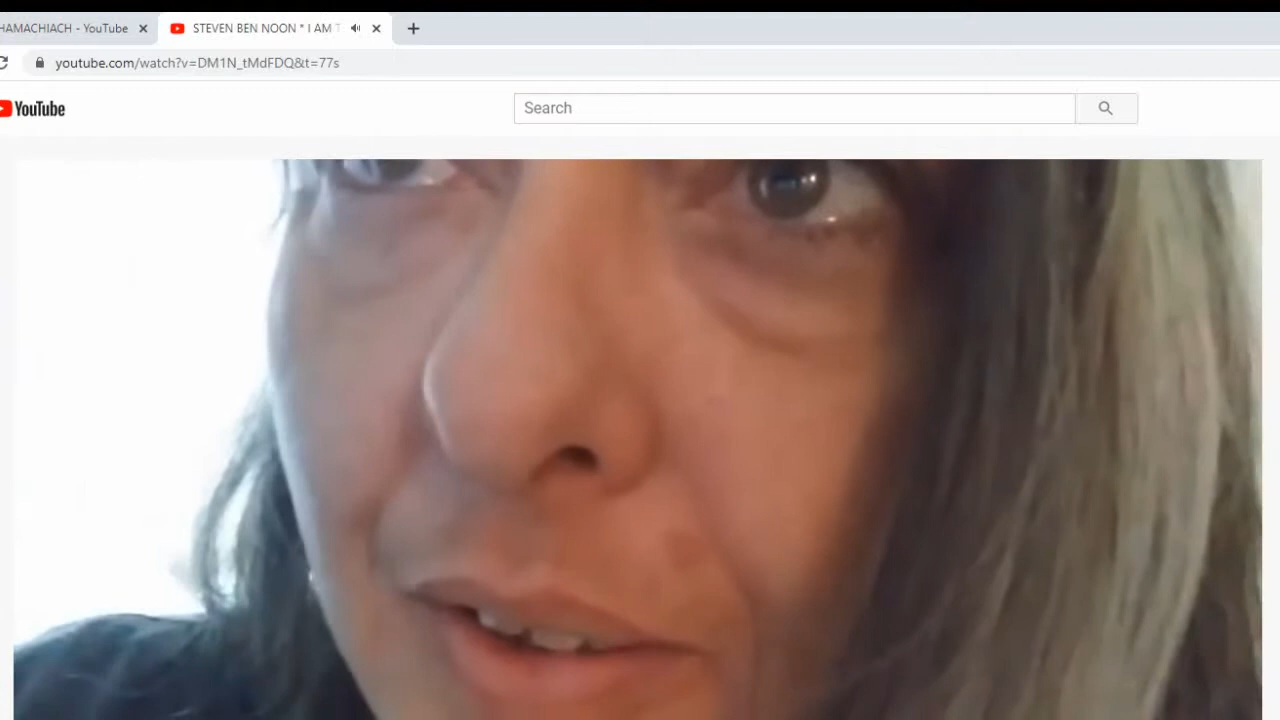 HAMACHIACH - YouTube
STEVEN BEN NOON * I AM T
youtube.com/watch?v=DM1N_tMdFDQ&t=77s
YouTube
Search